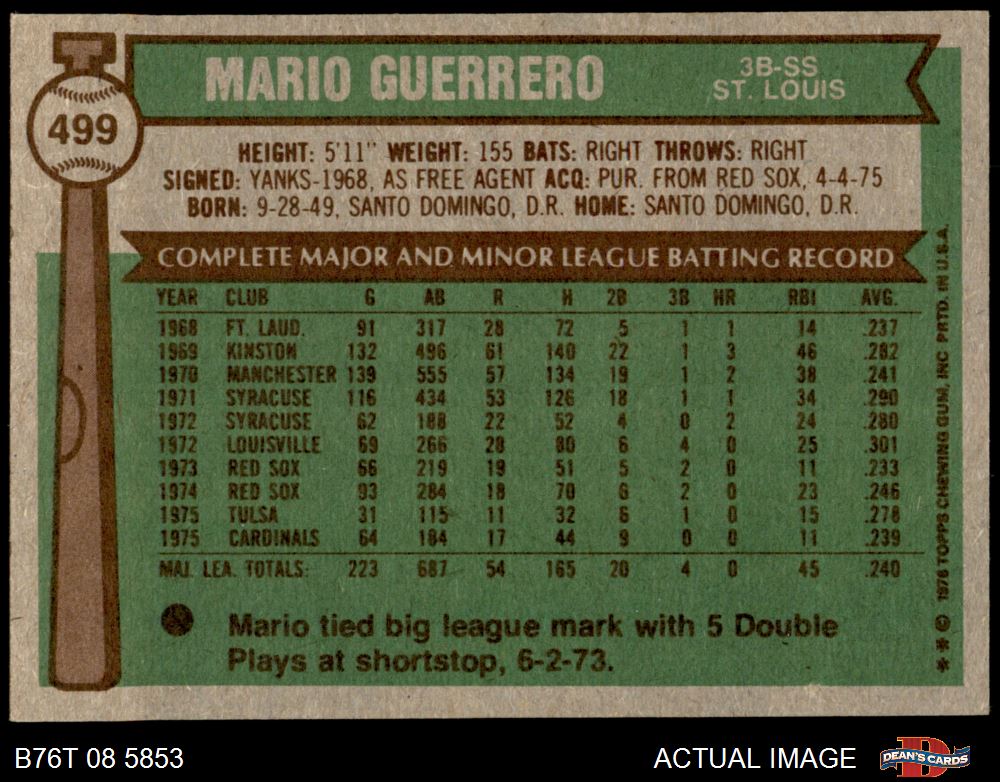 MARIO GUERRERO
3B-SS
ST. LOUIS
499
HEIGHT: 5'11" WEIGHT: 155 BATS: RIGHT THROWS: RIGHT
SIGNED: YANKS-1968, AS FREE AGENT ACQ: PUR. FROM RED SOX, 4-4-75
BORN: 9-28-49, SANTO DOMINGO, D.R. HOME: SANTO DOMINGO, D.R.
COMPLETE MAJOR AND MINOR LEAGUE BATTING RECORD
YEAR CLUB G AB R H 2B 3B HR RBI AVG.
1968 FT. LAUD. 91 317 28 72 5 1 1 14 .237
1969 KINSTON 132 496 61 140 22 1 3 46 .282
1970 MANCHESTER 139 555 57 134 19 1 2 38 .241
1971 SYRACUSE 116 434 53 126 18 1 1 34 .290
1972 SYRACUSE 62 188 22 52 4 0 2 24 .280
1972 LOUISVILLE 69 266 28 80 6 4 0 25 .301
1973 RED SOX 66 219 19 51 5 2 0 11 .233
1974 RED SOX 93 284 18 70 6 2 0 23 .246
1975 TULSA 31 115 11 32 6 1 0 15 .278
1975 CARDINALS 64 184 17 44 9 0 0 11 .239
MAJ. LEA. TOTALS: 223 687 54 165 20 4 0 45 .240
Mario tied big league mark with 5 Double
Plays at shortstop, 6-2-73.
** © 1976 TOPPS CHEWING GUM, INC PRTD. IN U.S.A.
B76T 08 5853
ACTUAL IMAGE
DEAN'S CARDS